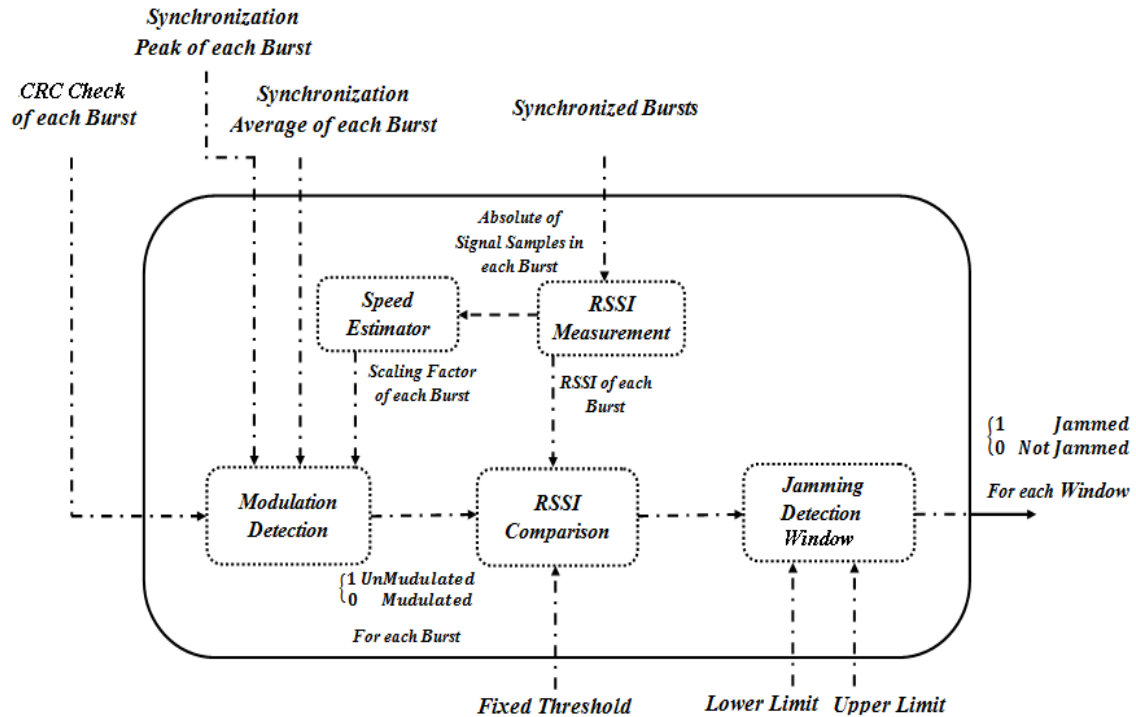 Synchronization
Peak of each Burst
CRC Check
of each Burst
Synchronization
Average of each Burst
Synchronized Bursts
Absolute of
Signal Samples in
each Burst
Speed
Estimator
RSSI
Measurement
Scaling Factor
of each Burst
RSSI of each
Burst
{1 Jammed
0 Not Jammed
For each Window
Modulation
Detection
RSSI
Comparison
Jamming
Detection
Window
{1 UnMudulated
0 Mudulated
For each Burst
Fixed Threshold
Lower Limit
Upper Limit